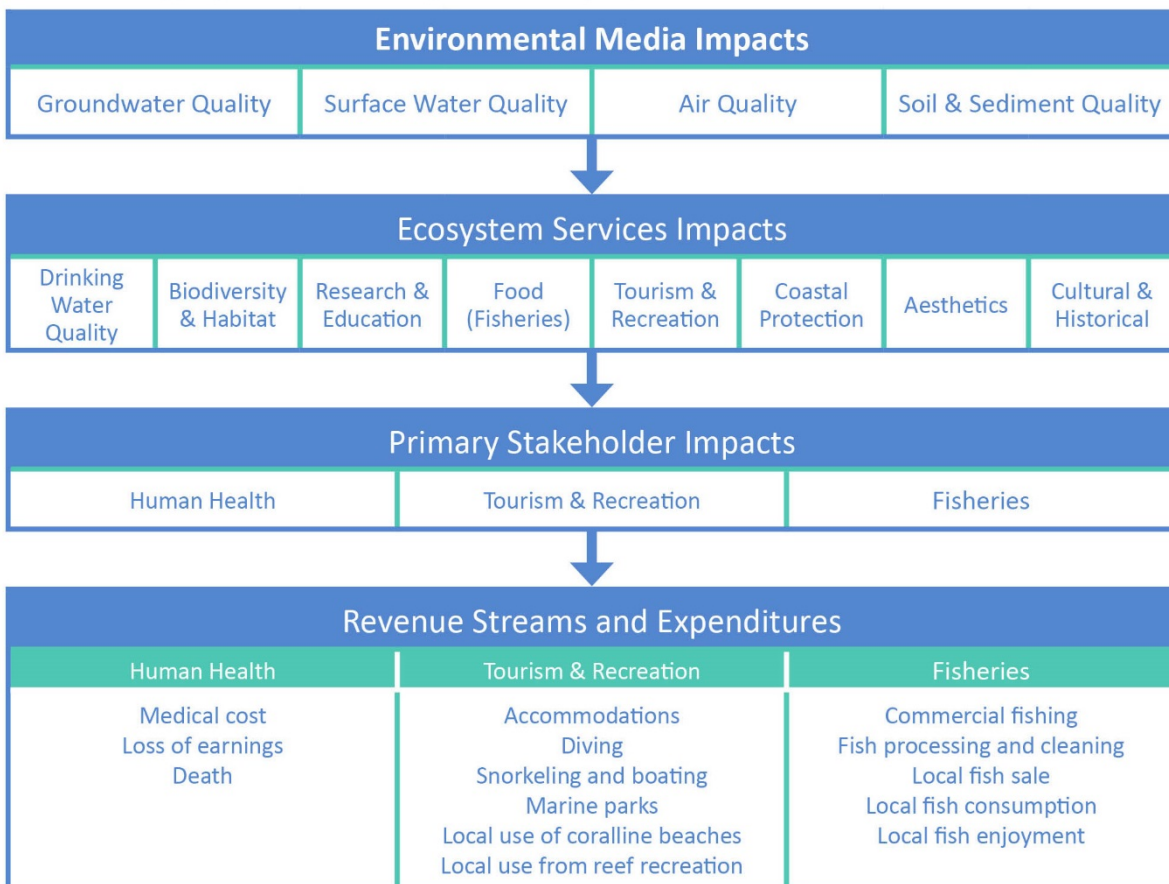 Environmental Media Impacts
Groundwater Quality
Surface Water Quality
Air Quality
Soil & Sediment Quality
Ecosystem Services Impacts
Drinking
Water
Quality
Biodiversity
& Habitat
Research &
Education
Food
(Fisheries)
Tourism &
Recreation
Coastal
Protection
Aesthetics
Cultural &
Historical
Primary Stakeholder Impacts
Human Health
Tourism & Recreation
Fisheries
Revenue Streams and Expenditures
Human Health
Tourism & Recreation
Fisheries
Medical cost
Loss of earnings
Death
Accommodations
Diving
Snorkeling and boating
Marine parks
Local use of coralline beaches
Local use from reef recreation
Commercial fishing
Fish processing and cleaning
Local fish sale
Local fish consumption
Local fish enjoyment